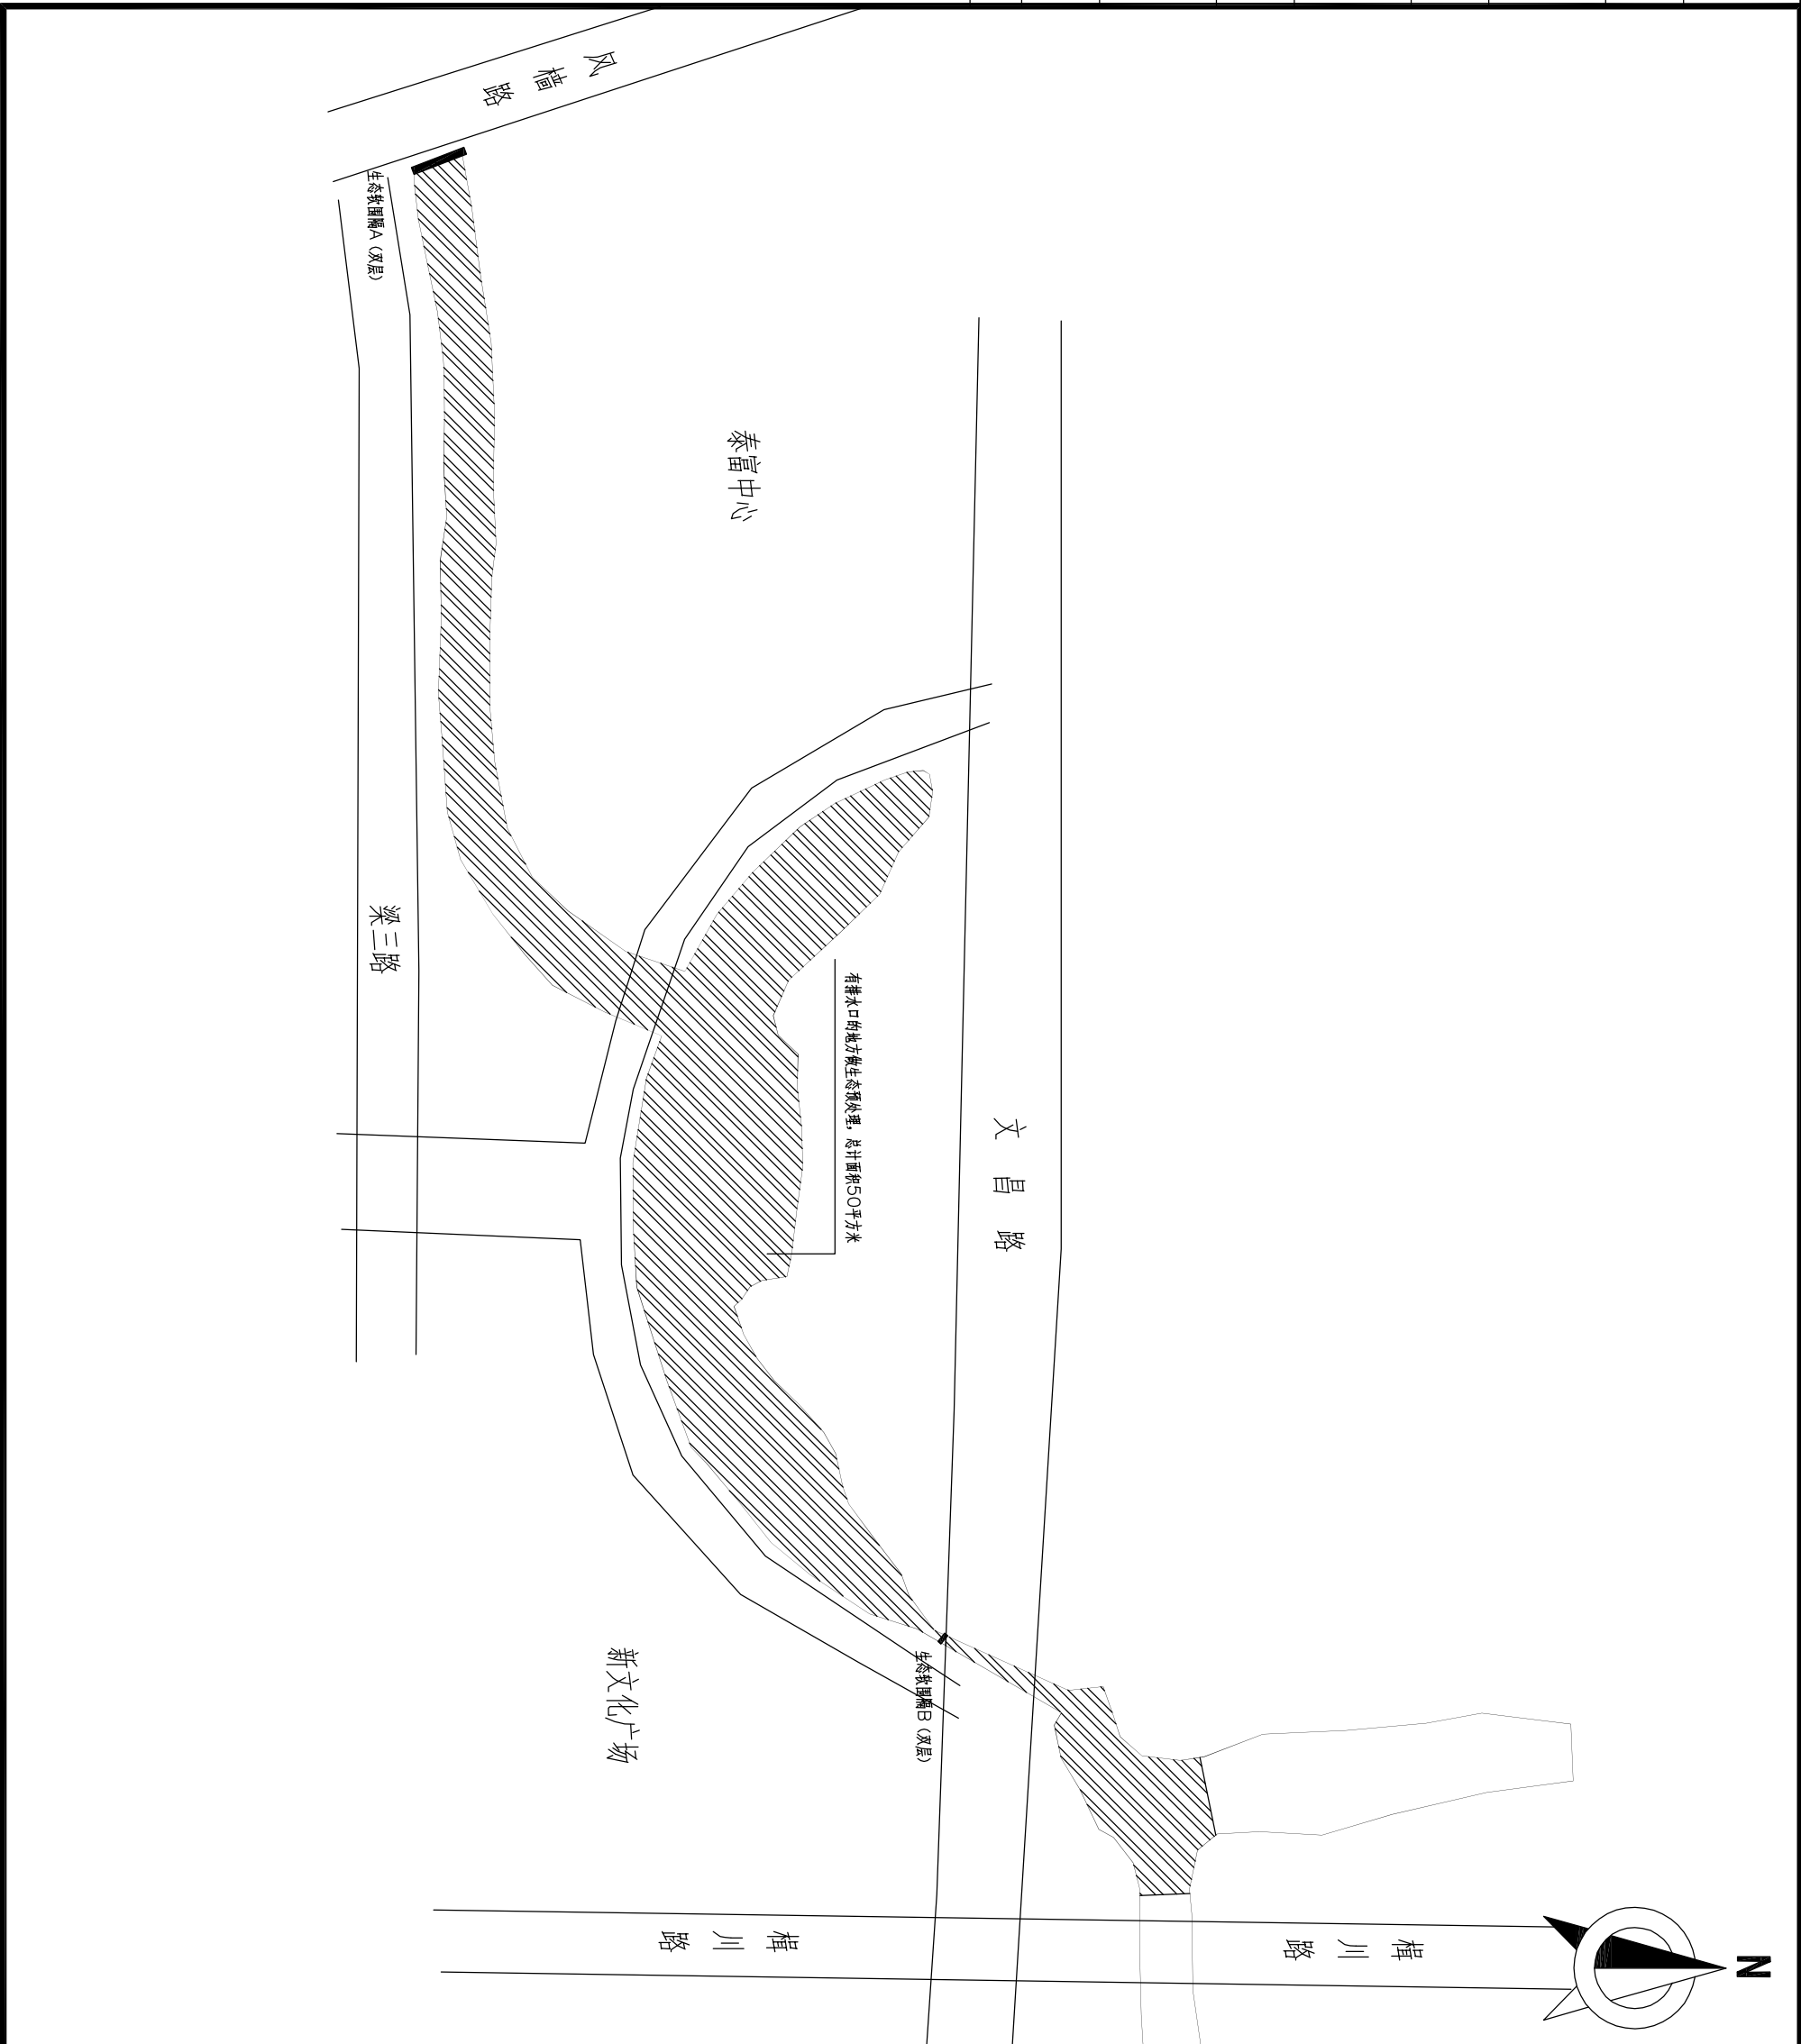 风樯路
生态软围隔A(双层)
泰富中心
梁三路
有排水口的地方做生态预处理，总计面积50平方米
文昌路
新文化广场
生态软围隔B(双层)
楫川路
楫川路
N